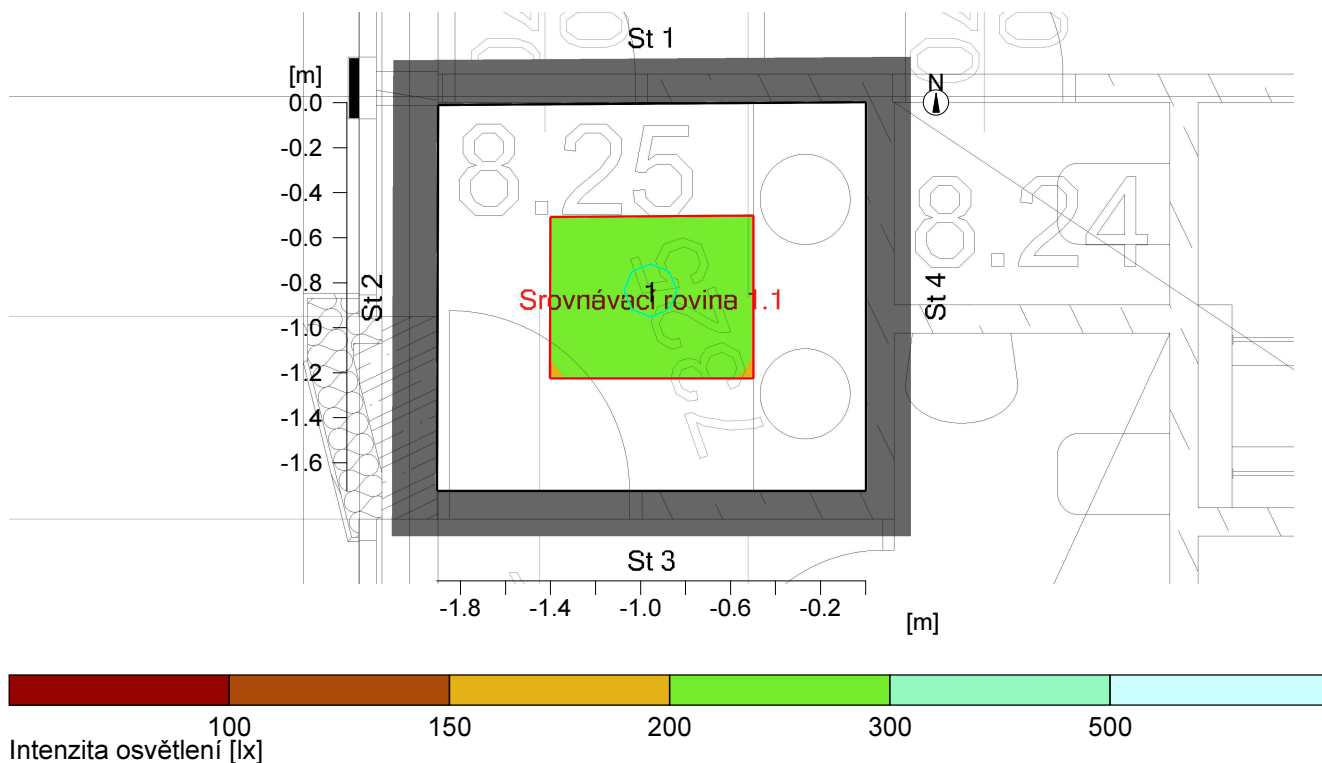 St 1
[m]
N
0.0
-0.2
-0.4
-0.6
-0.8
-1.0
-1.2
-1.4
-1.6
8.25
8.24
St 2
1
Srovnávací rovina 1.1
St 4
St 3
-1.8 -1.4 -1.0 -0.6 -0.2
[m]
100 150 200 300 500
Intenzita osvětlení [lx]